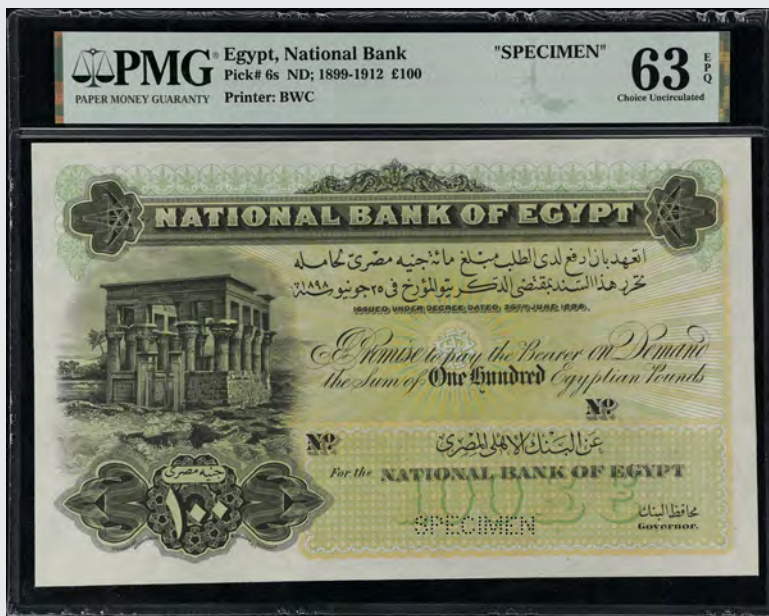 PMG
PAPER MONEY GUARANTY
Egypt, National Bank
Pick# 6s ND; 1899-1912 £100
Printer: BWC
"SPECIMEN"
63
EPQ
Choice Uncirculated
NATIONAL BANK OF EGYPT
اتعهد بان ادفع لدى الطلب مبلغ مائة جنيه مصرى لحامله
تحرر هذا السند بمقتضى الدكريتو المؤرخ فى ٢٥ جونيو سنة ١٨٩٨
ISSUED UNDER DECREE DATED 25TH JUNE 1898.
I Promise to pay the Bearer on Demand
the Sum of One Hundred Egyptian Pounds
No
No
عن البنك الاهلى المصرى
For the NATIONAL BANK OF EGYPT
جنيه مصرى
١٠٠
SPECIMEN
محافظ البنك
Governor.